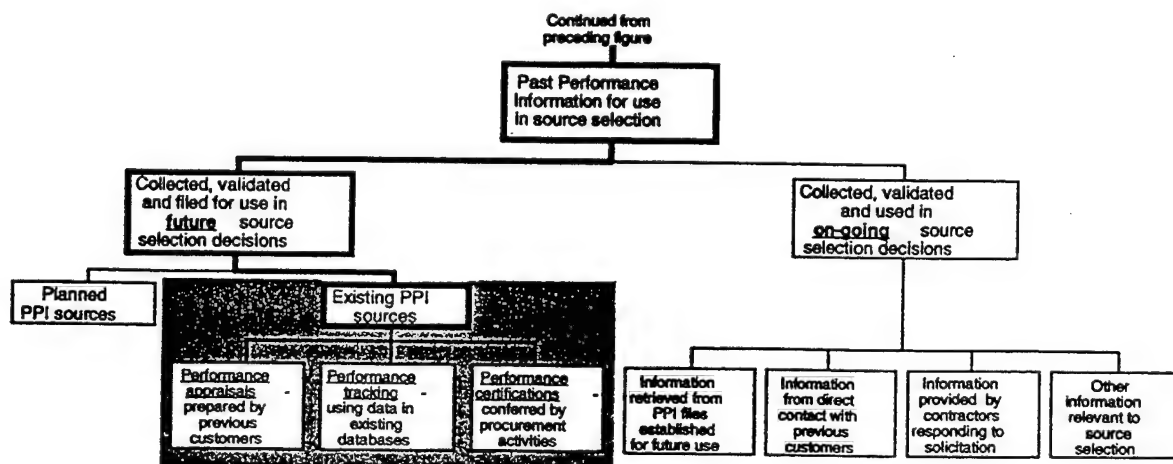 Continued from
preceding figure
Past Performance
Information for use
in source selection
Collected, validated
and filed for use in
future source
selection decisions
Collected, validated
and used in
on-going source
selection decisions
Planned
PPI sources
Existing PPI
sources
Performance -
appraisals
prepared by
previous
customers
Performance -
tracking
using data in
existing
databases
Performance -
certifications
conferred by
procurement
activities
Information
retrieved from
PPI files
established
for future use
Information
from direct
contact with
previous
customers
Information
provided by
contractors
responding to
solicitation
Other
information
relevant to
source
selection